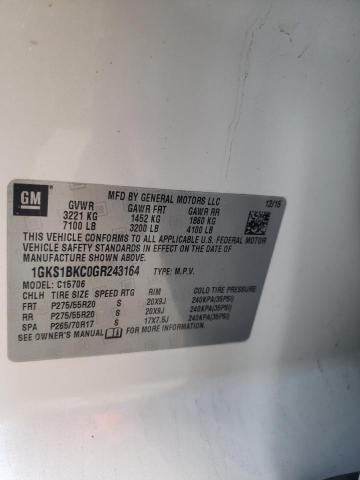 GM
MFD BY GENERAL MOTORS LLC
12/15
GVWR GAWR FRT GAWR RR
3221 KG 1452 KG 1860 KG
7100 LB 3200 LB 4100 LB
THIS VEHICLE CONFORMS TO ALL APPLICABLE U.S. FEDERAL MOTOR
VEHICLE SAFETY STANDARDS IN EFFECT ON THE DATE OF
MANUFACTURE SHOWN ABOVE.
1GKS1BKC0GR243164 TYPE: M.P.V.
MODEL: C15706
CHLH TIRE SIZE SPEED RTG RIM COLD TIRE PRESSURE
FRT P275/55R20 S 20X9J 240KPA(35PSI)
RR P275/55R20 S 20X9J 240KPA(35PSI)
SPA P265/70R17 S 17X7.5J 240KPA(35PSI)
SEE OWNER'S MANUAL FOR ADDITIONAL INFORMATION